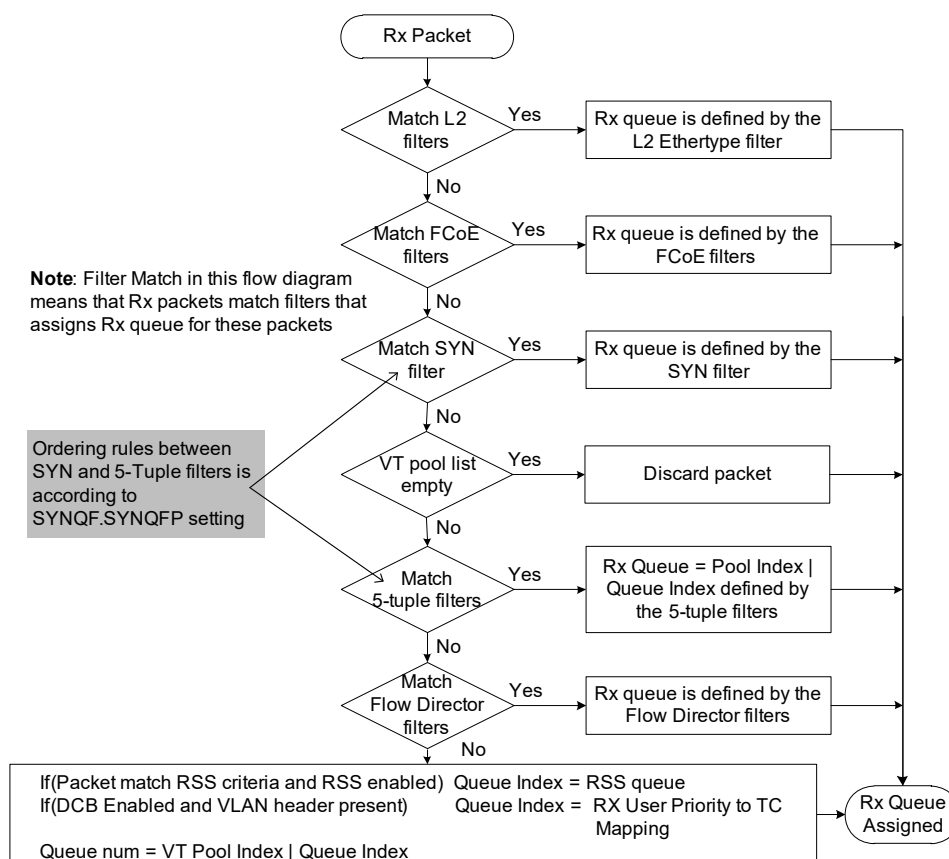 Rx Packet
Match L2
filters
Yes
Rx queue is defined by the
L2 Ethertype filter
No
Match FCoE
filters
Yes
Rx queue is defined by the
FCoE filters
Note: Filter Match in this flow diagram
means that Rx packets match filters that
assigns Rx queue for these packets
No
Match SYN
filter
Yes
Rx queue is defined by the
SYN filter
No
Ordering rules between
SYN and 5-Tuple filters is
according to
SYNQF.SYNQFP setting
VT pool list
empty
Yes
Discard packet
No
Match
5-tuple filters
Yes
Rx Queue = Pool Index |
Queue Index defined by
the 5-tuple filters
No
Match
Flow Director
filters
Yes
Rx queue is defined by the
Flow Director filters
No
If(Packet match RSS criteria and RSS enabled) Queue Index = RSS queue
If(DCB Enabled and VLAN header present) Queue Index = RX User Priority to TC
Mapping
Queue num = VT Pool Index | Queue Index
Rx Queue
Assigned